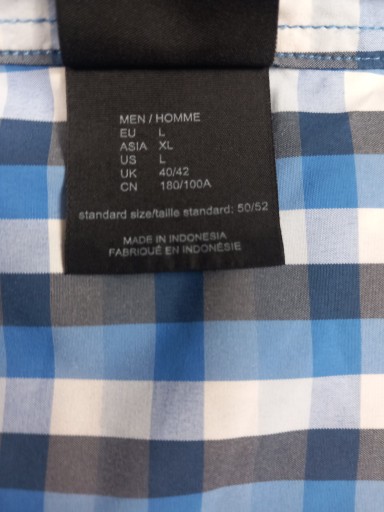 MEN / HOMME
EU L
ASIA XL
US L
UK 40/42
CN 180/100A
standard size/taille standard: 50/52
MADE IN INDONESIA
FABRIQUÉ EN INDONÉSIE